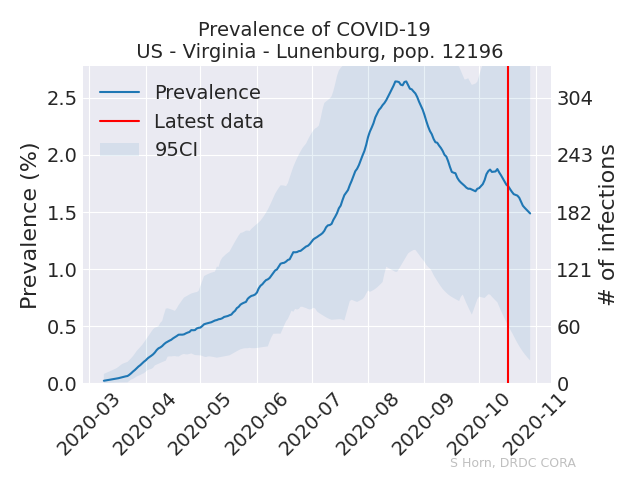 Prevalence of COVID-19
US - Virginia - Lunenburg, pop. 12196
Prevalence
Latest data
95CI
Prevalence (%)
2.5
2.0
1.5
1.0
0.5
0.0
304
243
182
121
60
0
# of infections
2020-03
2020-04
2020-05
2020-06
2020-07
2020-08
2020-09
2020-10
2020-11
S Horn, DRDC CORA